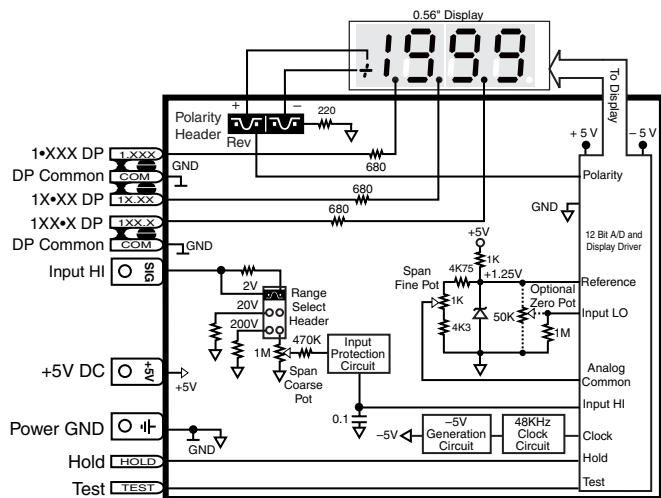 0.56" Display
1999
To Display
+ –
Polarity Header
Rev
220
+ 5 V
– 5 V
1•XXX DP
1.XXX
GND
680
DP Common
COM
Polarity
1X•XX DP
1X.XX
680
1XX•X DP
1XX.X
680
GND
DP Common
COM
GND
12 Bit A/D and Display Driver
Input HI
SIG
+5V
1K
2V
Range Select Header
20V
200V
4K75
+1.25V
Reference
Span Fine Pot
1K
Optional Zero Pot
Input LO
50K
4K3
1M
1M
470K
Input Protection Circuit
Span Coarse Pot
+5V DC
+5V
+5V
Analog Common
Input HI
0.1
Power GND
GND
–5V
–5V Generation Circuit
48KHz Clock Circuit
Clock
Hold
HOLD
Hold
Test
TEST
Test